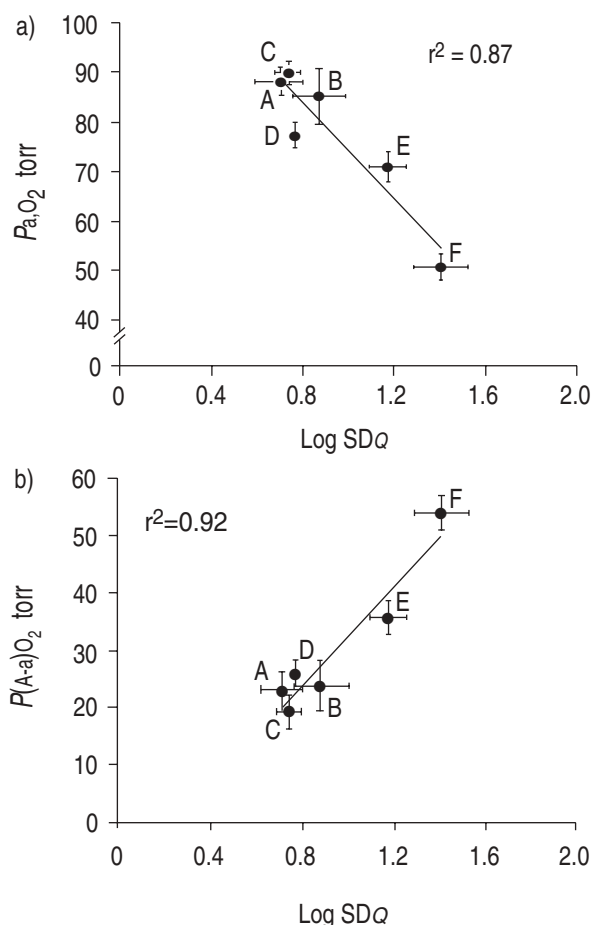 a)
100
90
80
70
60
50
40
0
Pa,O₂ torr
C
A
B
D
E
F
r² = 0.87
0
0.4
0.8
1.2
1.6
2.0
Log SDQ
b)
60
50
40
30
20
10
0
P(A-a)O₂ torr
r²=0.92
F
E
D
A
B
C
0
0.4
0.8
1.2
1.6
2.0
Log SDQ